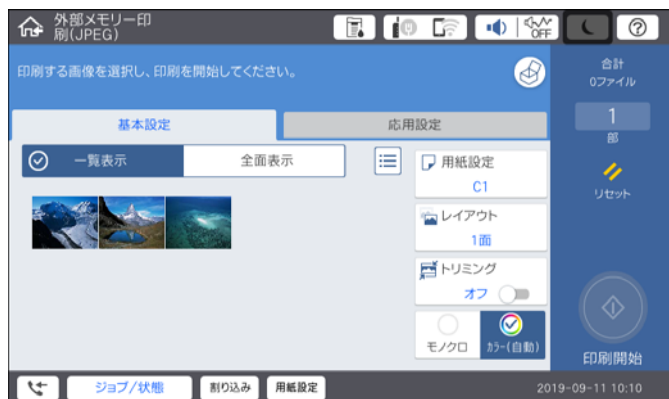 外部メモリー印
刷(JPEG)
OFF
印刷する画像を選択し、印刷を開始してください。
合計
0ファイル
基本設定
応用設定
1
部
一覧表示
全面表示
用紙設定
C1
リセット
レイアウト
1面
トリミング
オフ
モノクロ
カラー(自動)
印刷開始
ジョブ/状態
割り込み
用紙設定
2019-09-11 10:10